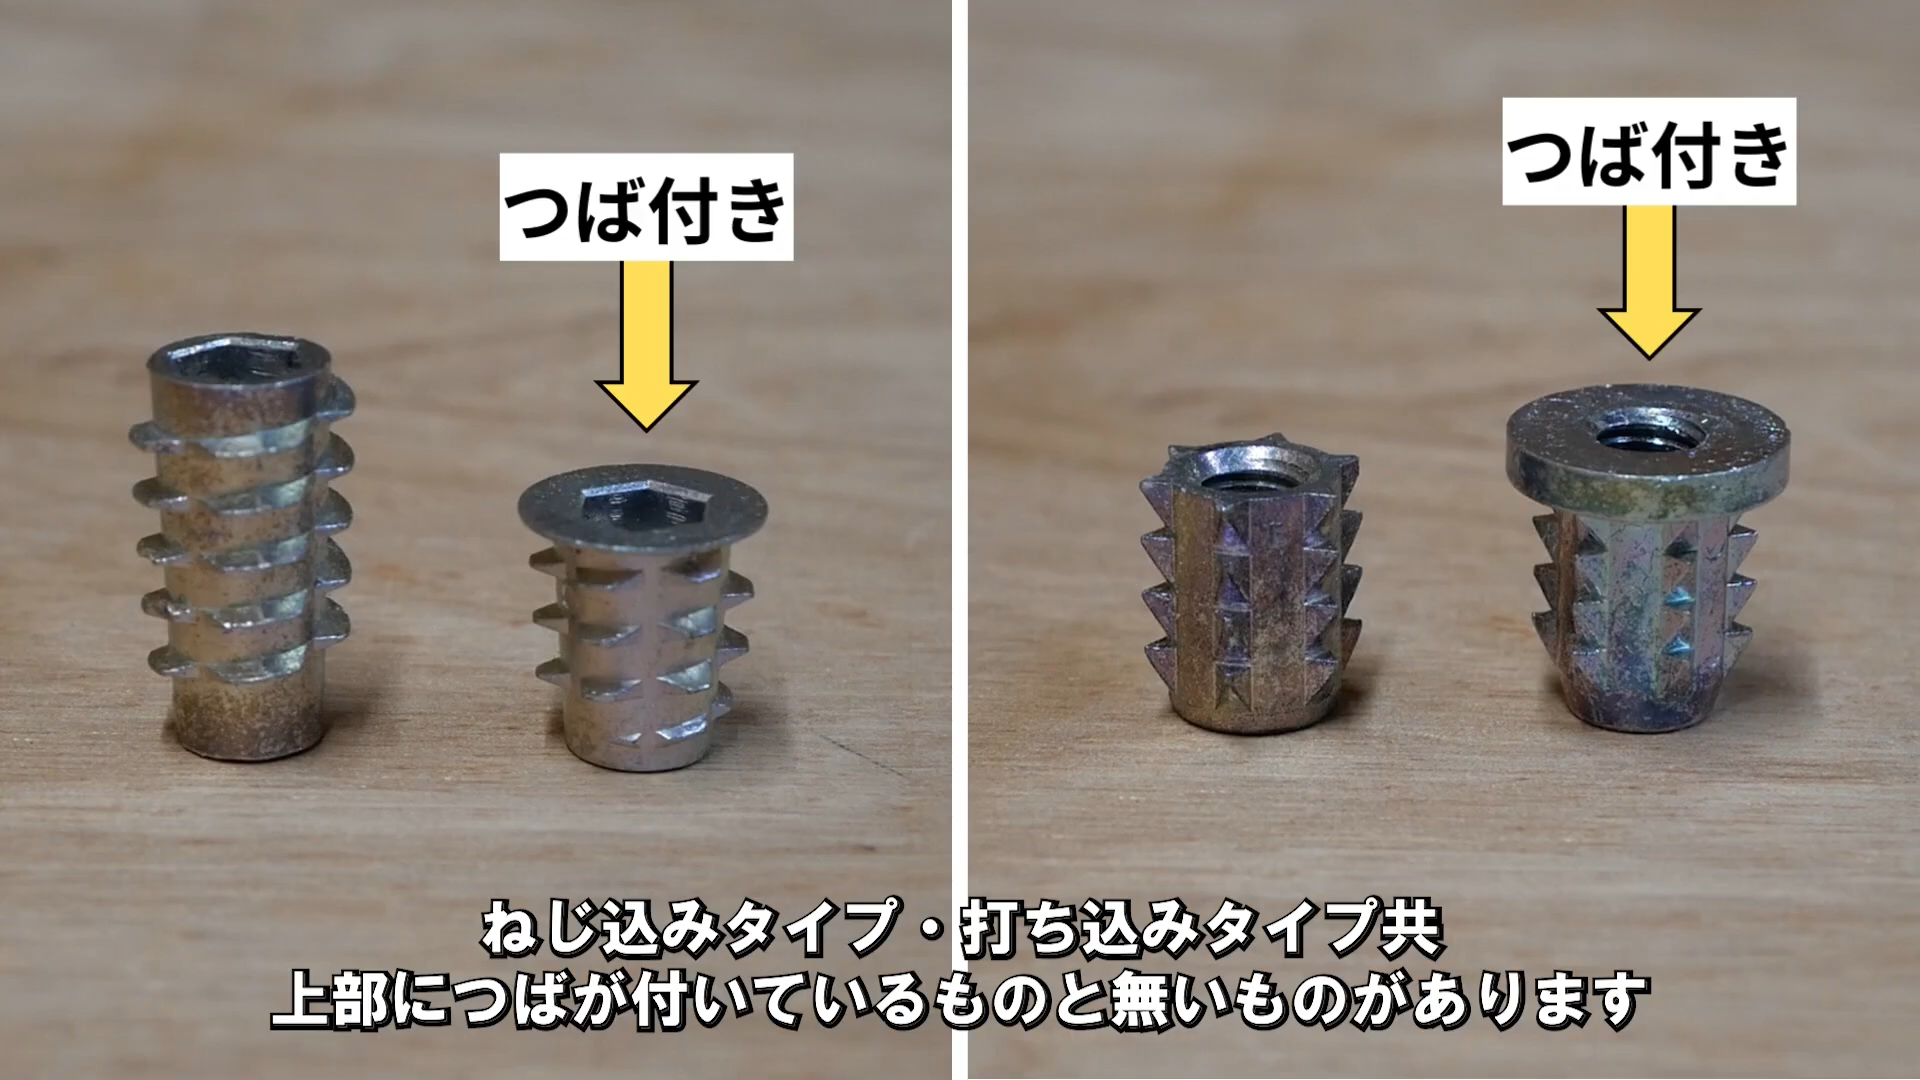 つば付き
つば付き
ねじ込みタイプ・打ち込みタイプ共
上部につばが付いているものと無いものがあります